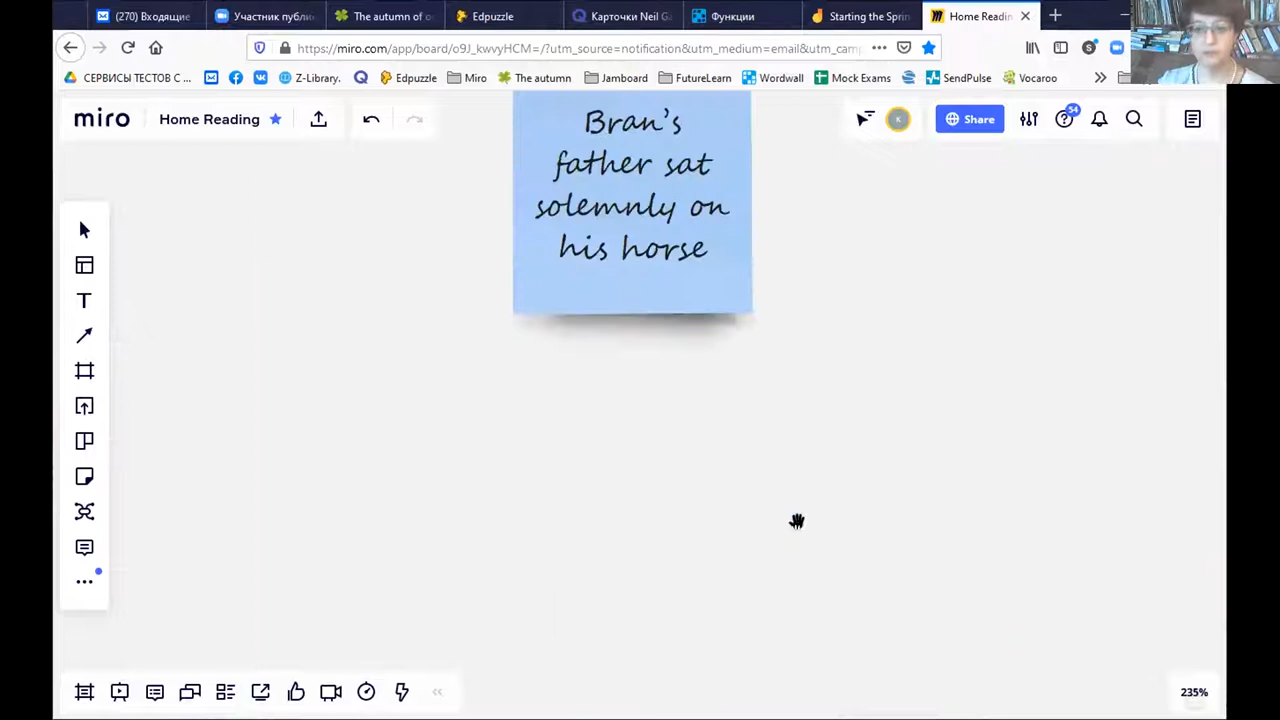 (270) Входящие
Участник публи
The autumn of o
Edpuzzle
Карточки Neil G
Функции
Starting the Sprin
Home Readin
https://miro.com/app/board/o9J_kwvyHCM=/?utm_source=notification&utm_medium=email&utm_cam
СЕРВИСЫ ТЕСТОВ С ...
Z-Library.
Edpuzzle
Miro
The autumn
Jamboard
FutureLearn
Wordwall
Mock Exams
SendPulse
Vocaroo
miro
Home Reading
K
Share
54
Bran's
father sat
solemnly on
his horse
235%